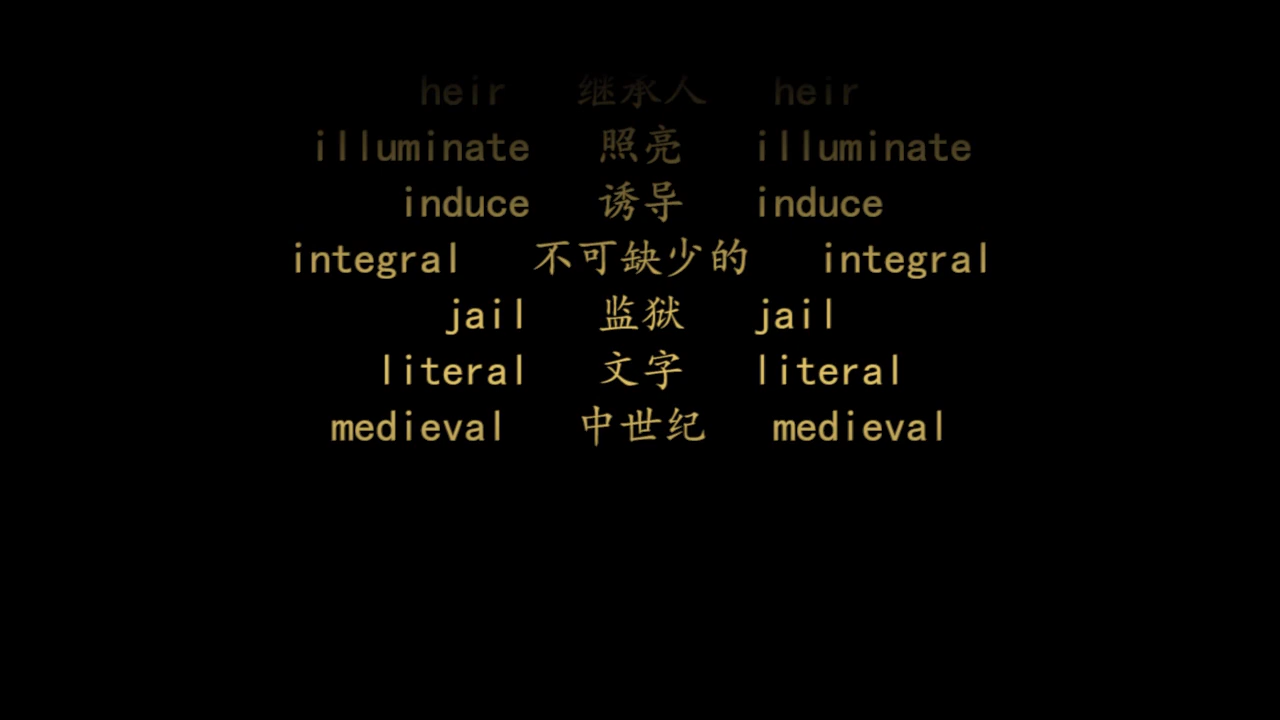 heir 继承人 heir
illuminate 照亮 illuminate
induce 诱导 induce
integral 不可缺少的 integral
jail 监狱 jail
literal 文字 literal
medieval 中世纪 medieval